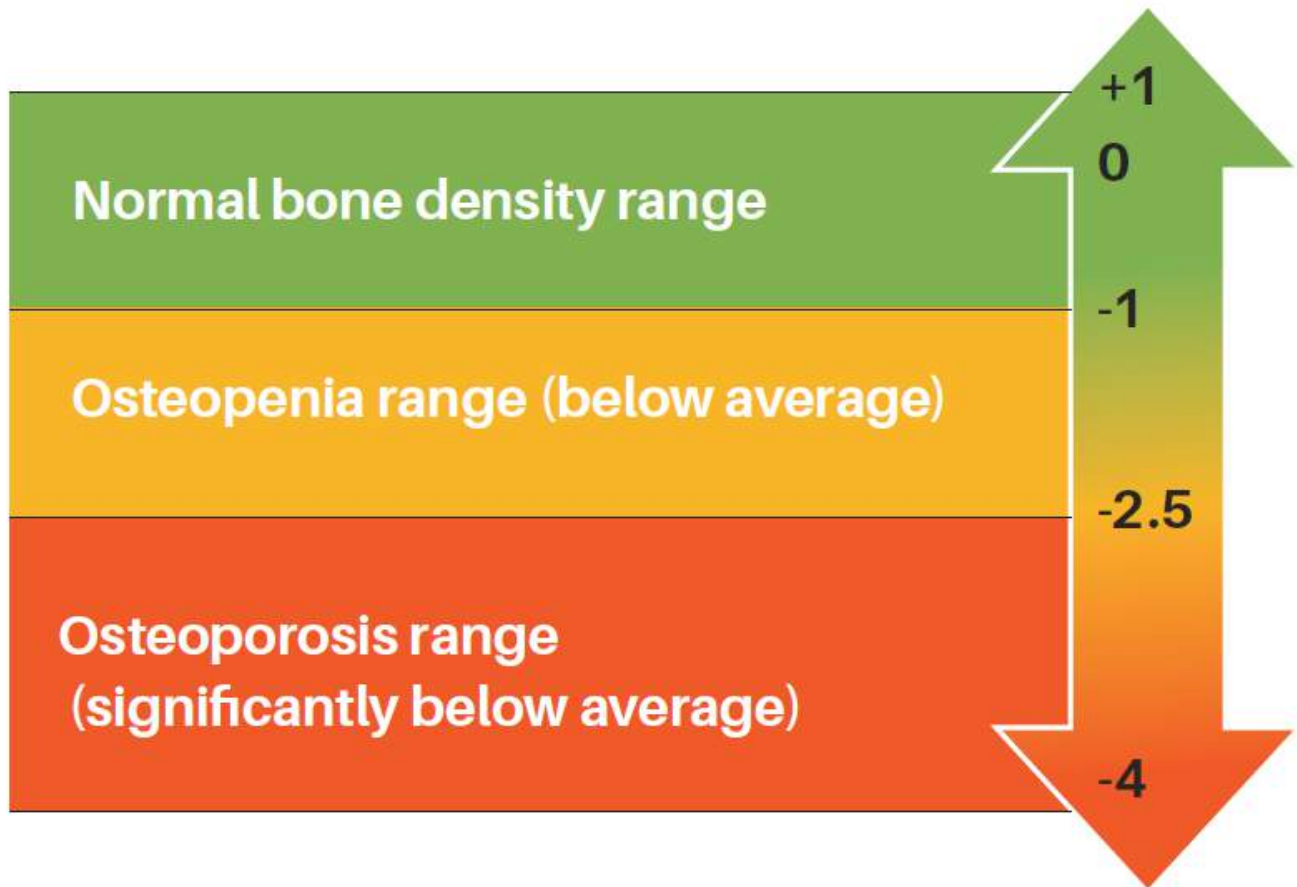 +1
0
Normal bone density range
-1
Osteopenia range (below average)
-2.5
Osteoporosis range
(significantly below average)
-4